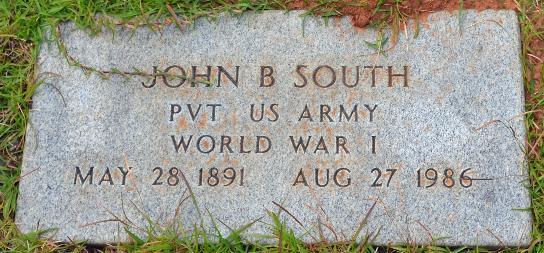 JOHN B SOUTH
PVT US ARMY
WORLD WAR I
MAY 28 1891 AUG 27 1986